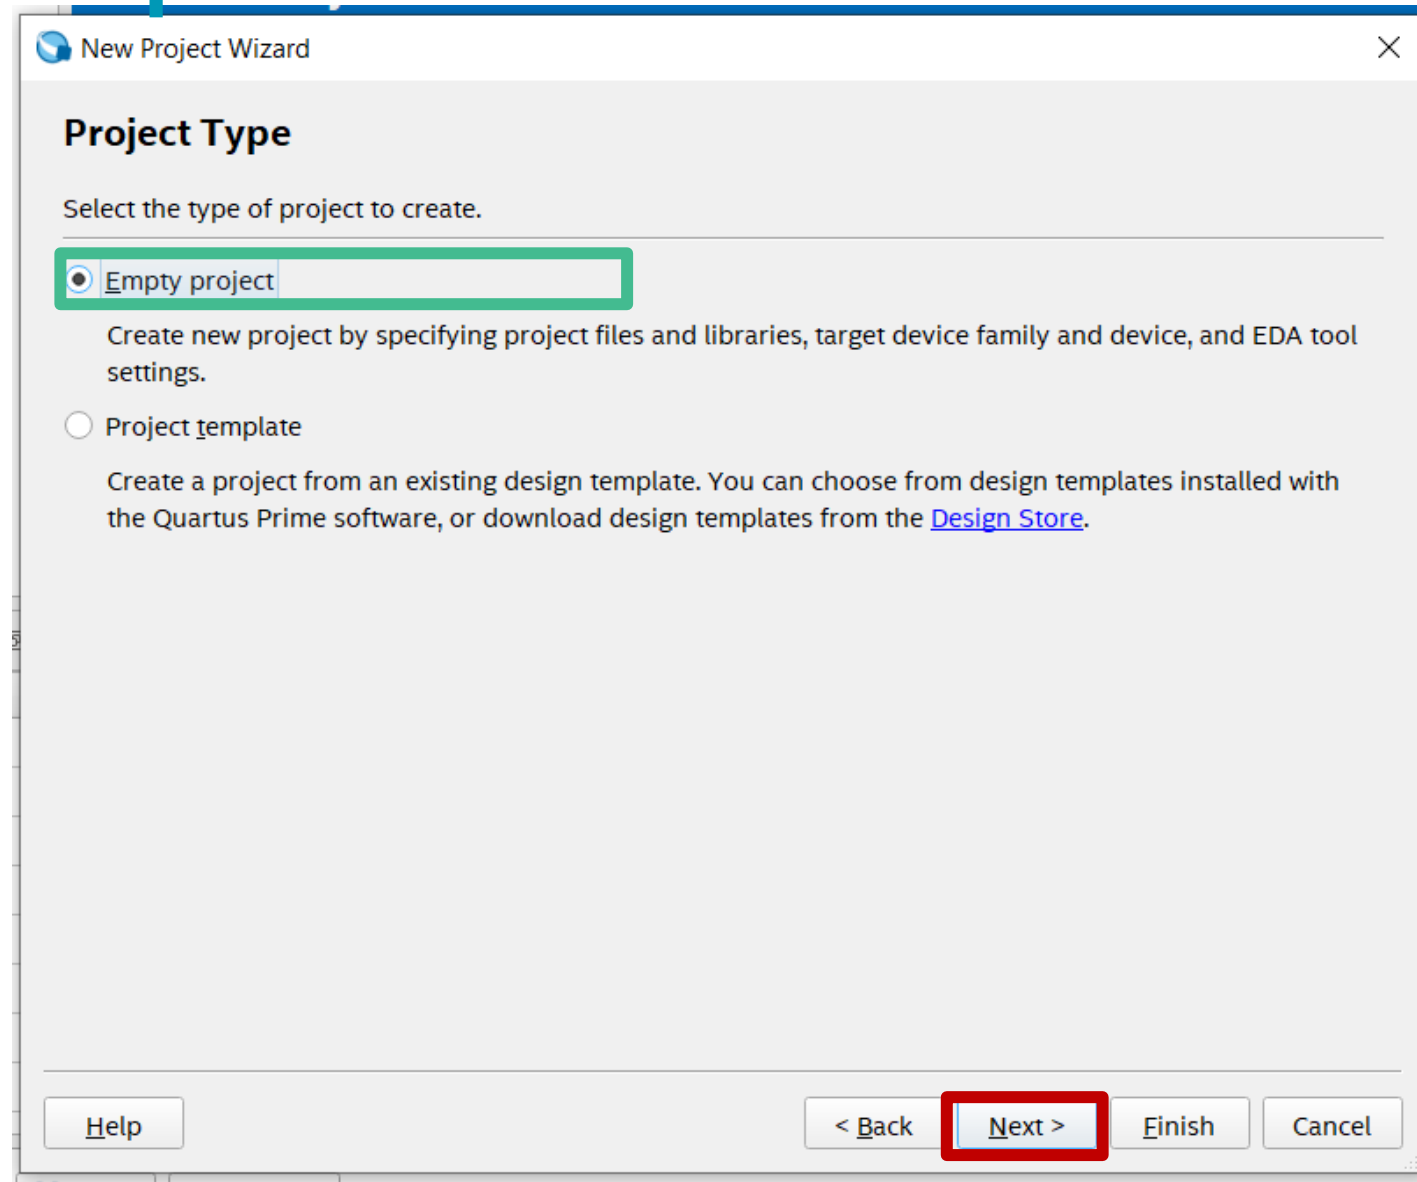 New Project Wizard
Project Type
Select the type of project to create.
Empty project
Create new project by specifying project files and libraries, target device family and device, and EDA tool
settings.
Project template
Create a project from an existing design template. You can choose from design templates installed with
the Quartus Prime software, or download design templates from the Design Store.
Help
< Back
Next >
Finish
Cancel